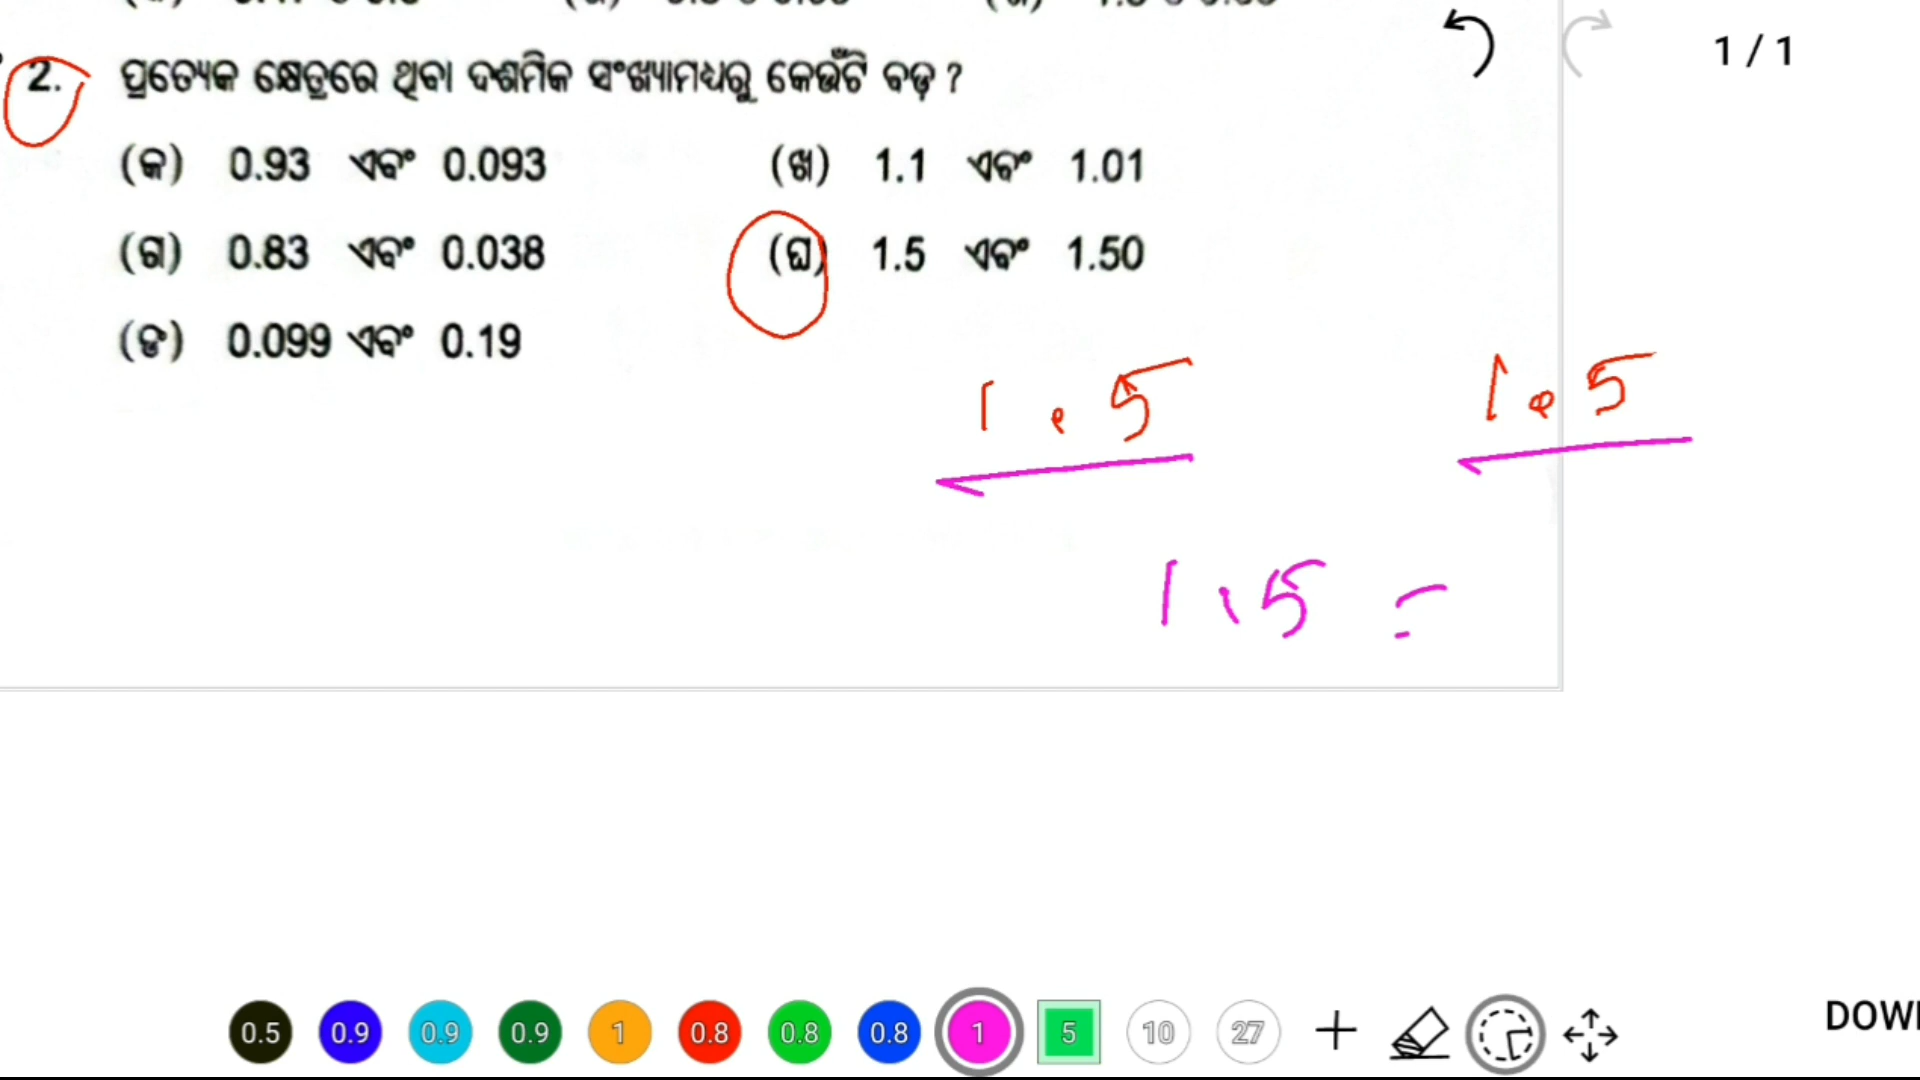 1 / 1
2. ପ୍ରତ୍ୟେକ କ୍ଷେତ୍ରରେ ଥିବା ଦଶମିକ ସଂଖ୍ୟାମଧ୍ୟରୁ କେଉଁଟି ବଡ଼ ?
(କ) 0.93 ଏବଂ 0.093 (ଖ) 1.1 ଏବଂ 1.01
(ଗ) 0.83 ଏବଂ 0.038 (ଘ) 1.5 ଏବଂ 1.50
(ଙ) 0.099 ଏବଂ 0.19
1.5 1.5
1.5 =
0.5 0.9 0.9 0.9 1 0.8 0.8 0.8 1 5 10 27